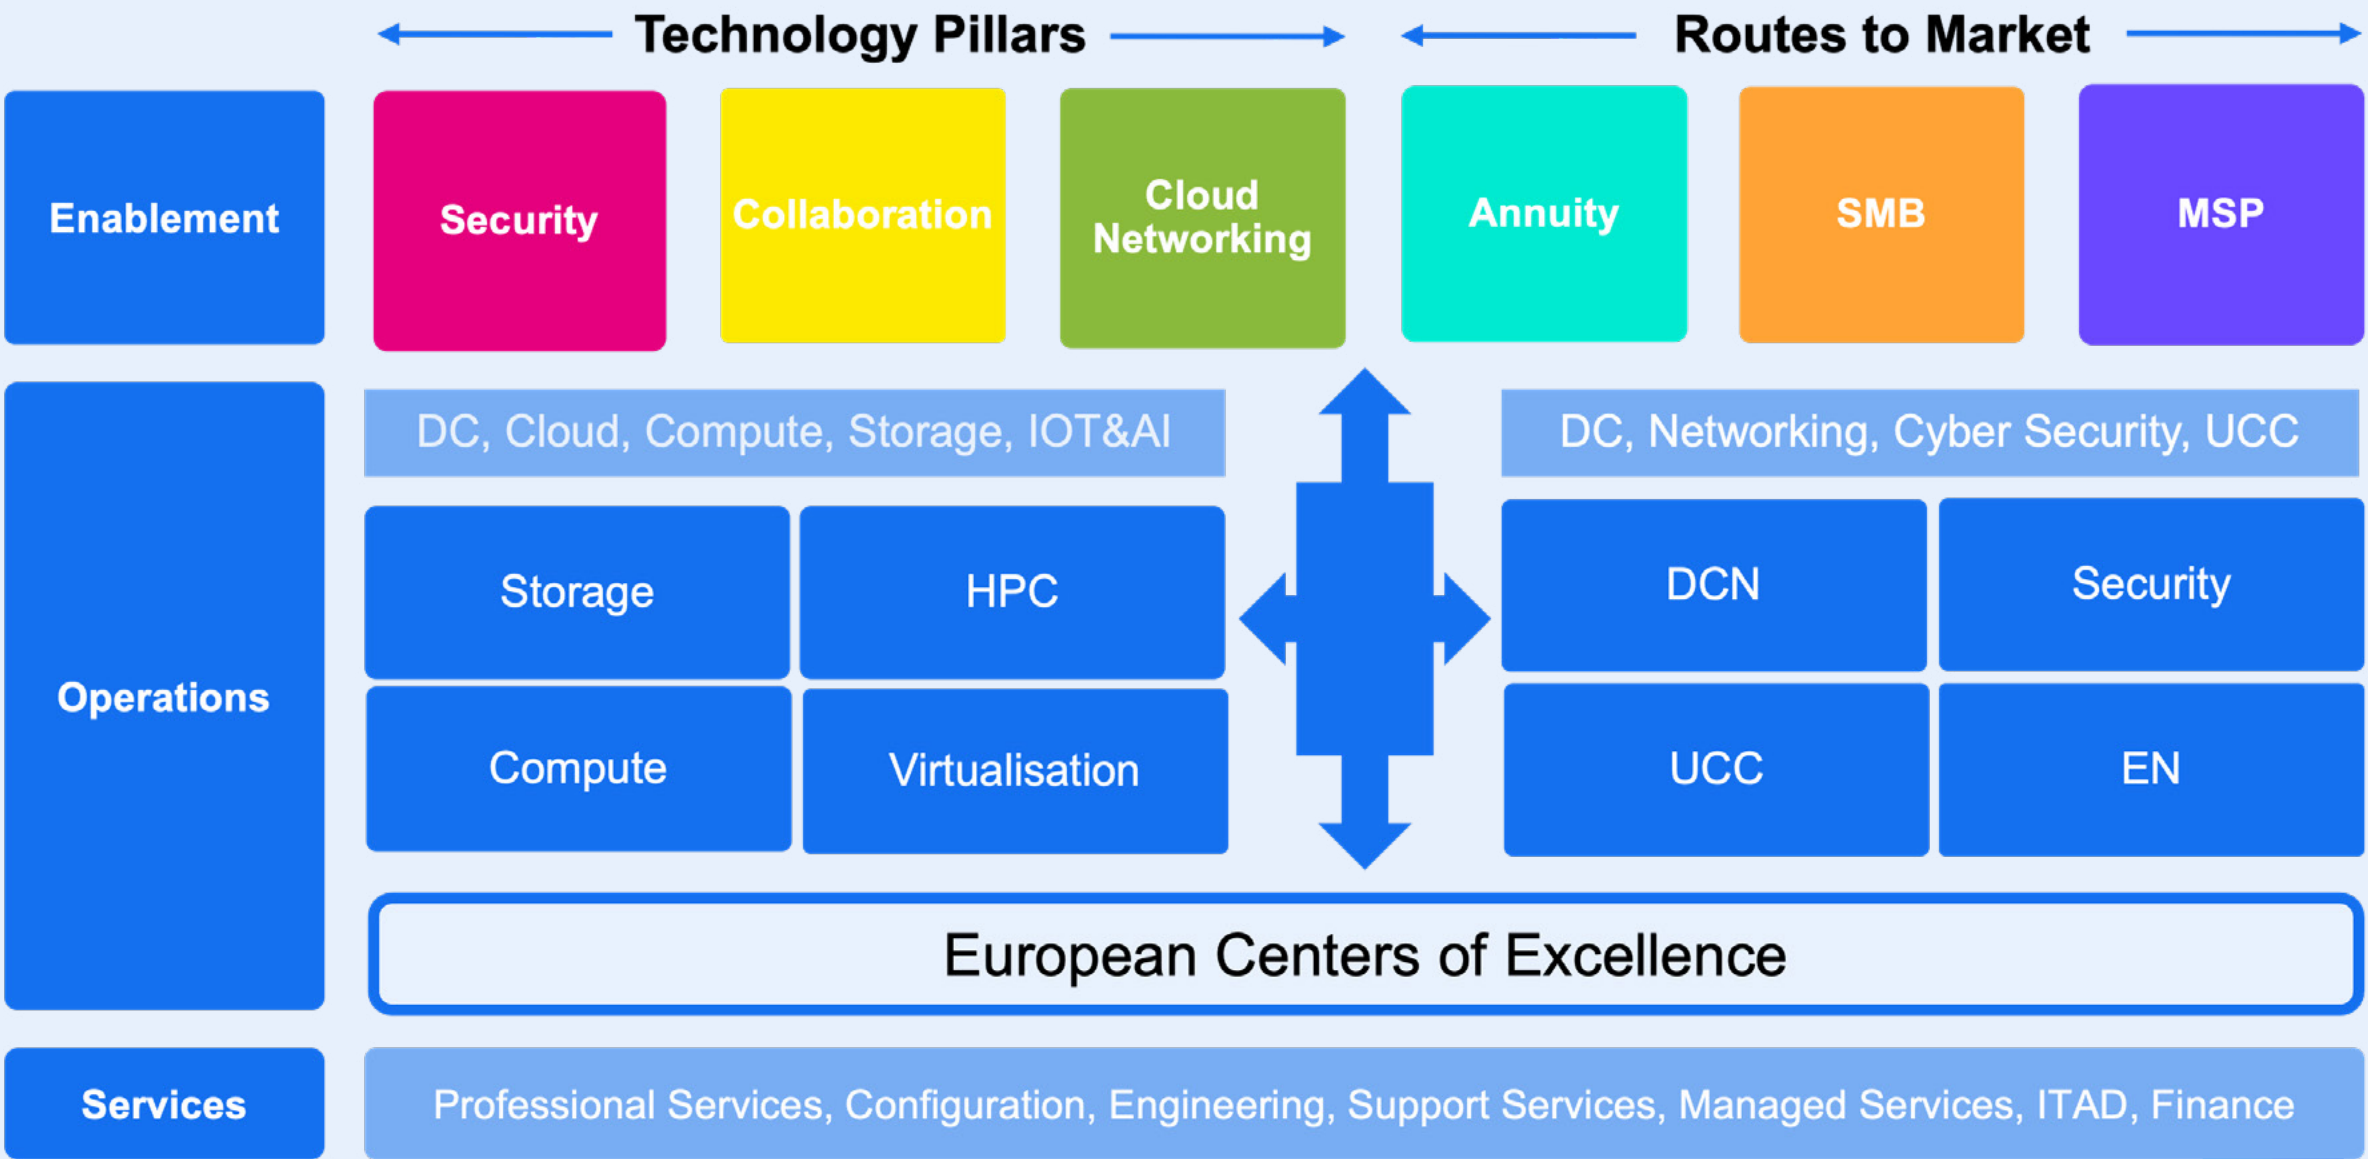 Technology Pillars
Routes to Market
Enablement
Security
Collaboration
Cloud
Networking
Annuity
SMB
MSP
Operations
DC, Cloud, Compute, Storage, IOT&AI
DC, Networking, Cyber Security, UCC
Storage
HPC
DCN
Security
Compute
Virtualisation
UCC
EN
European Centers of Excellence
Services
Professional Services, Configuration, Engineering, Support Services, Managed Services, ITAD, Finance